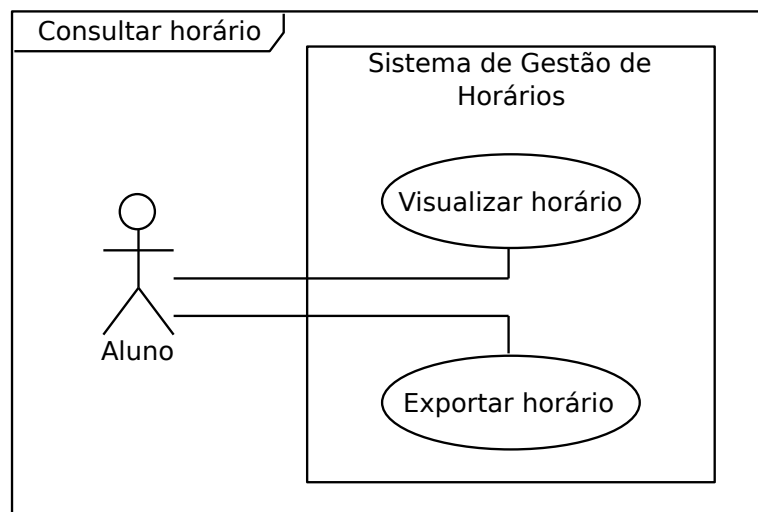 Consultar horário
Sistema de Gestão de
Horários
Visualizar horário
Aluno
Exportar horário